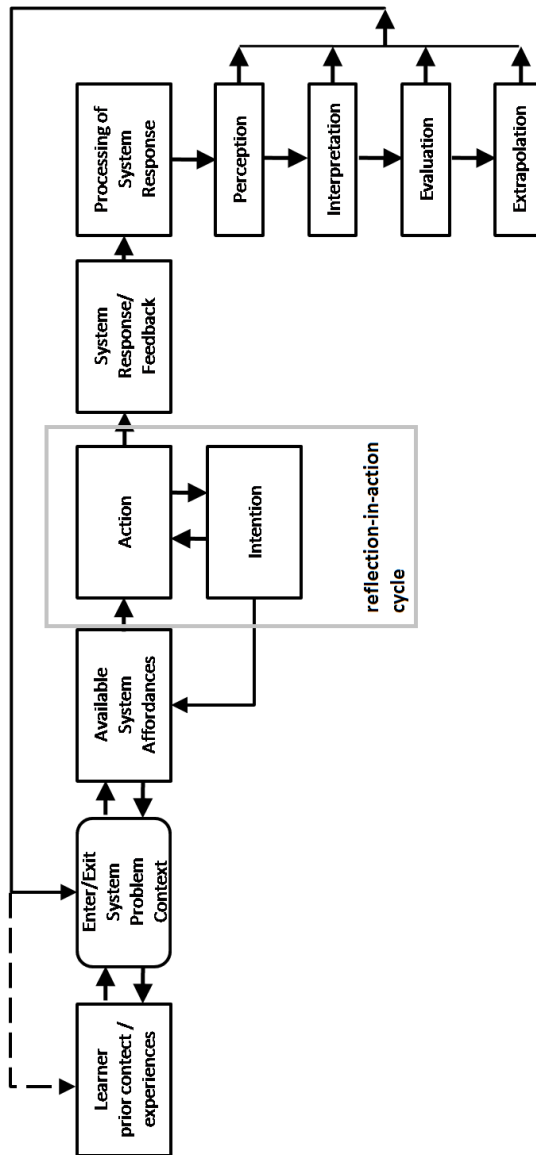 Learner
prior contect /
experiences
Enter/Exit
System
Problem
Context
Available
System
Affordances
Action
Intention
reflection-in-action
cycle
System
Response/
Feedback
Processing of
System
Response
Perception
Interpretation
Evaluation
Extrapolation